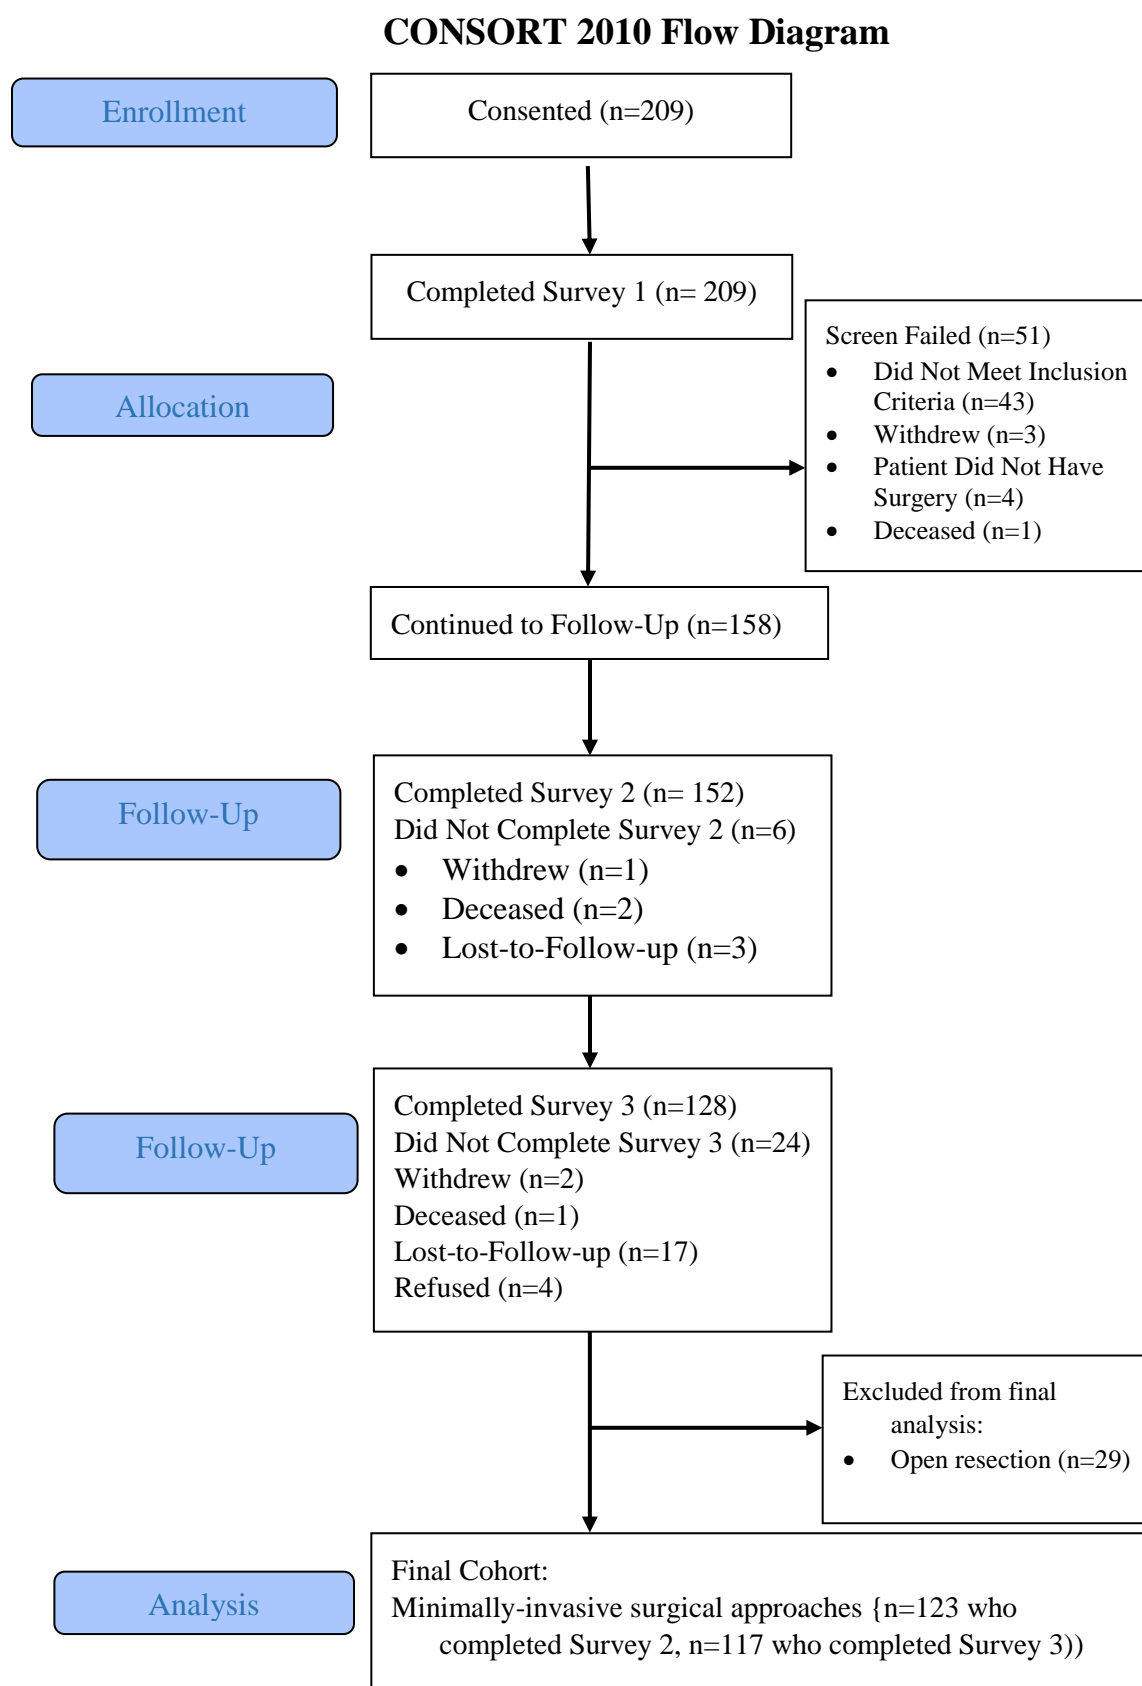 CONSORT 2010 Flow Diagram
Enrollment
Consented (n=209)
Completed Survey 1 (n= 209)
Screen Failed (n=51)
• Did Not Meet Inclusion
Criteria (n=43)
• Withdrew (n=3)
• Patient Did Not Have
Surgery (n=4)
• Deceased (n=1)
Allocation
Continued to Follow-Up (n=158)
Follow-Up
Completed Survey 2 (n= 152)
Did Not Complete Survey 2 (n=6)
• Withdrew (n=1)
• Deceased (n=2)
• Lost-to-Follow-up (n=3)
Follow-Up
Completed Survey 3 (n=128)
Did Not Complete Survey 3 (n=24)
Withdrew (n=2)
Deceased (n=1)
Lost-to-Follow-up (n=17)
Refused (n=4)
Excluded from final
analysis:
• Open resection (n=29)
Analysis
Final Cohort:
Minimally-invasive surgical approaches {n=123 who
completed Survey 2, n=117 who completed Survey 3))